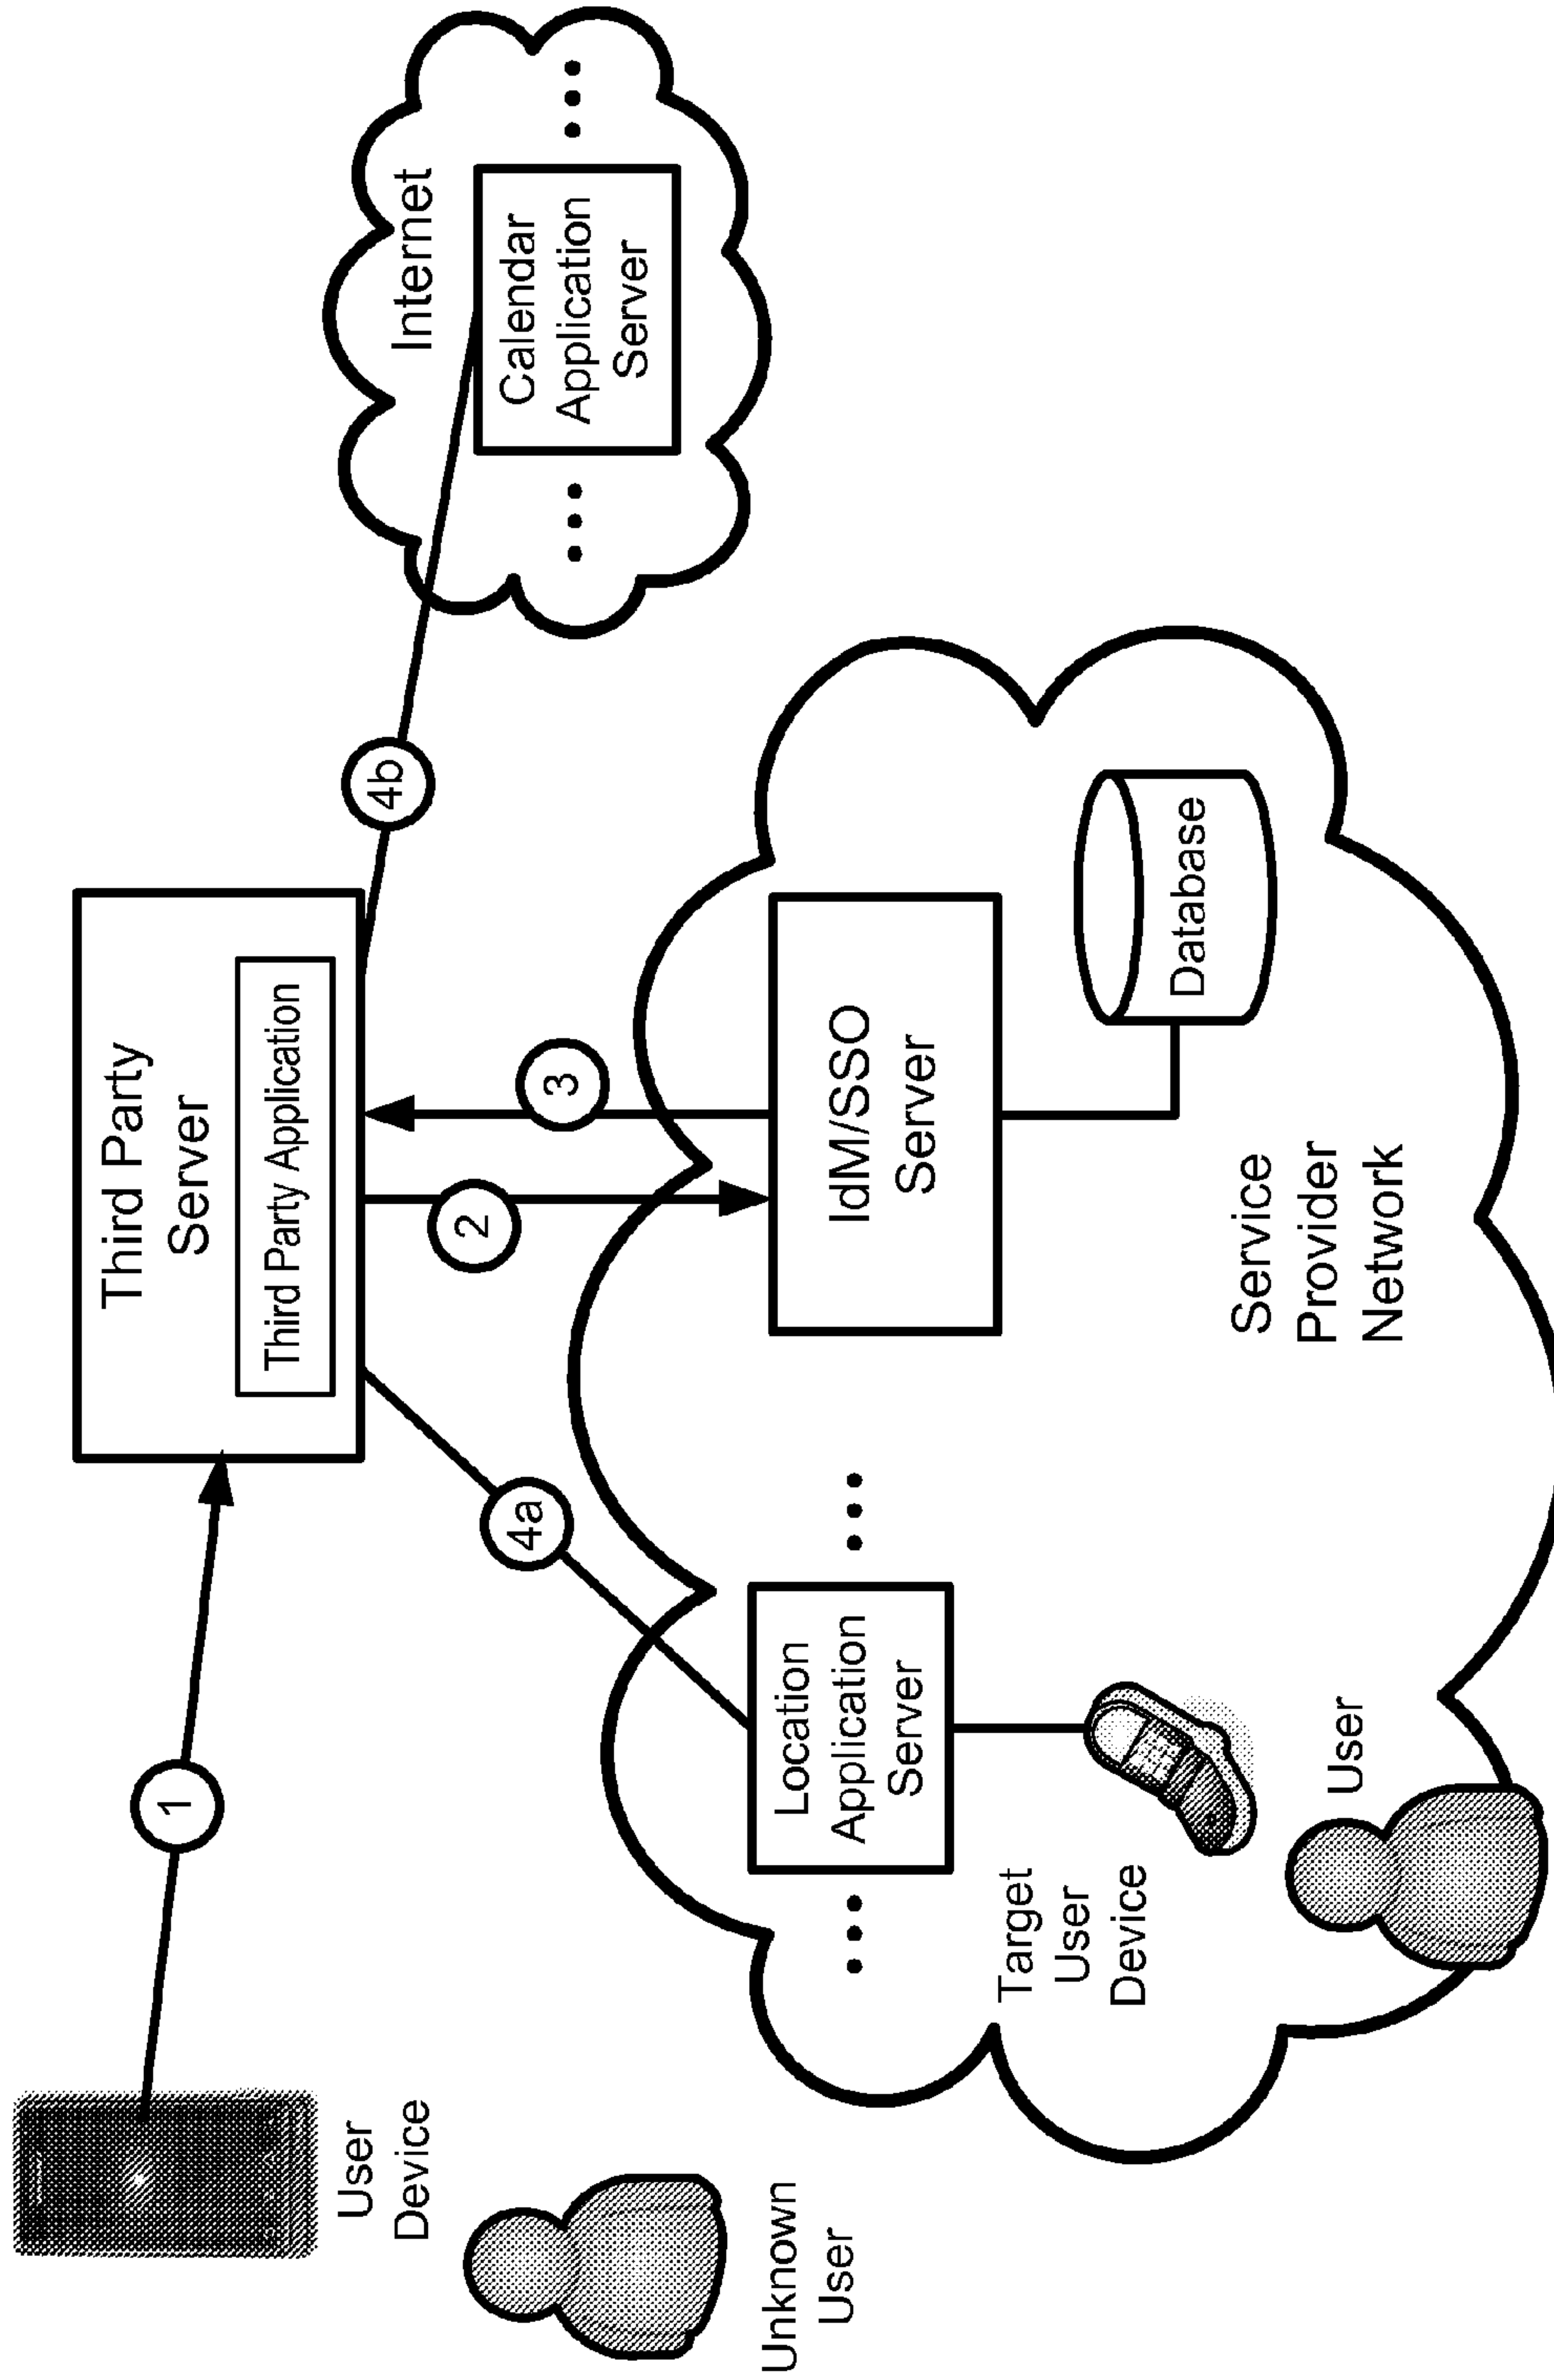 Third Party
Server
Third Party Application
1
User
Device
Unknown
User
4a
2
3
4b
Internet
Calendar
Application
Server
...
...
Location
Application
Server
...
...
IdM/SSO
Server
Database
Target
User
Device
User
Service
Provider
Network